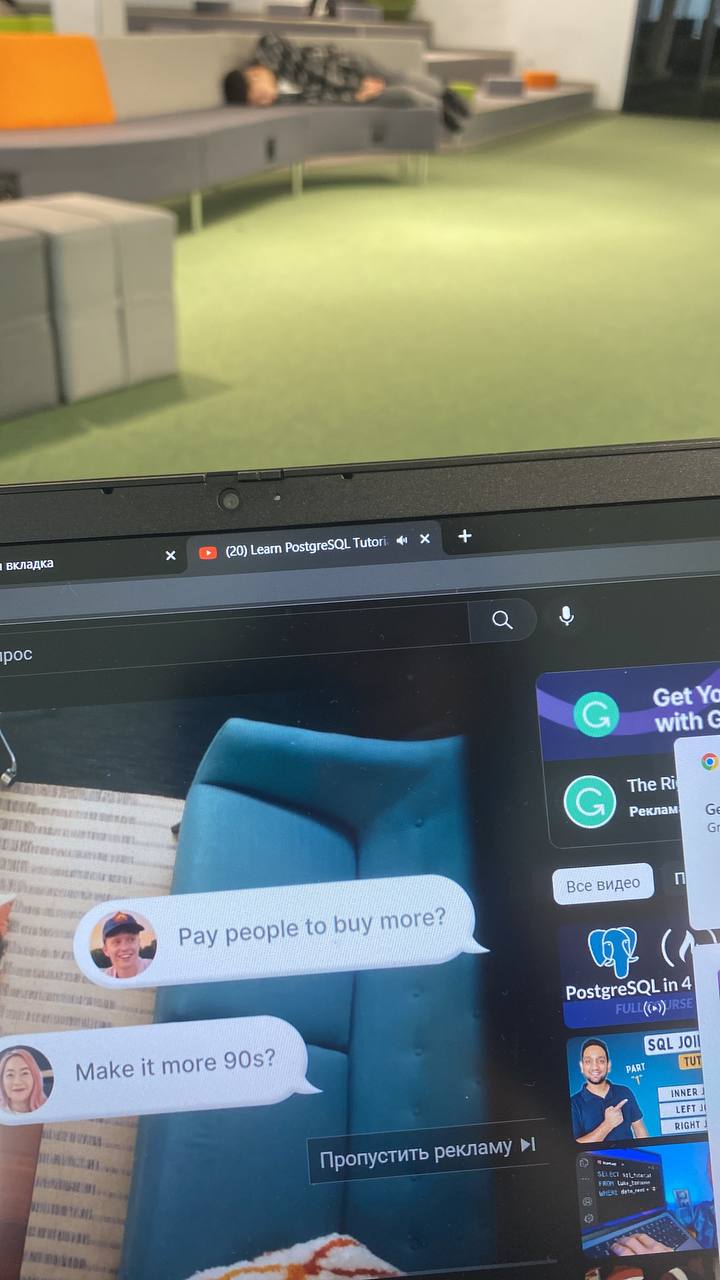 вкладка
(20) Learn PostgreSQL Tutori
Get Yo
with G
The Ri
Реклам
Все видео
П
Pay people to buy more?
Make it more 90s?
Пропустить рекламу
PostgreSQL in 4
FULL COURSE
SQL JOI
PART
"1"
TUT
INNER J
LEFT J
RIGHT J